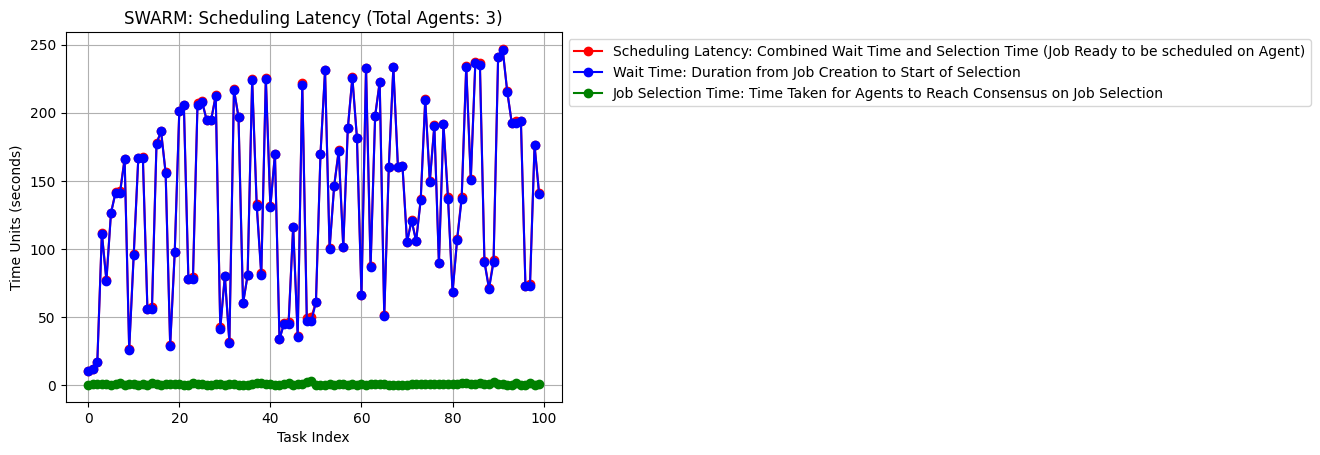 SWARM: Scheduling Latency (Total Agents: 3)
Scheduling Latency: Combined Wait Time and Selection Time (Job Ready to be scheduled on Agent)
Wait Time: Duration from Job Creation to Start of Selection
Job Selection Time: Time Taken for Agents to Reach Consensus on Job Selection
Time Units (seconds)
250
200
150
100
50
0
0 20 40 60 80 100
Task Index